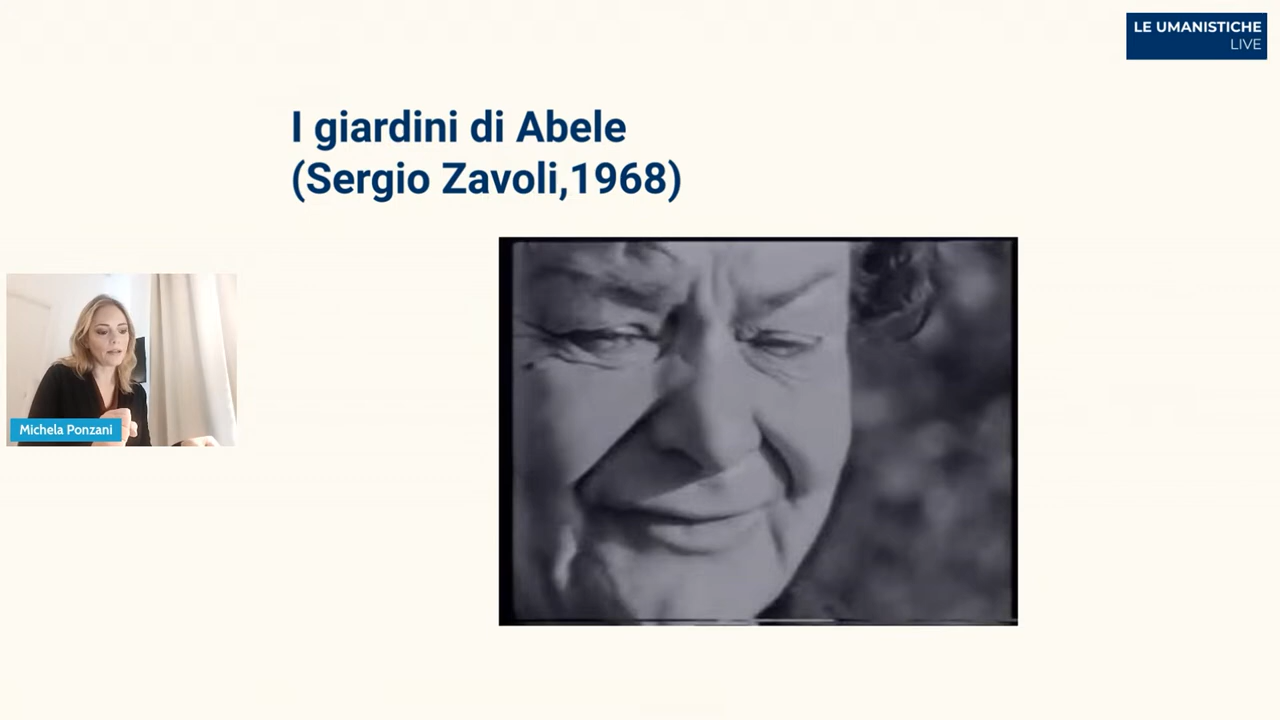 LE UMANISTICHE
LIVE
I giardini di Abele
(Sergio Zavoli,1968)
Michela Ponzani